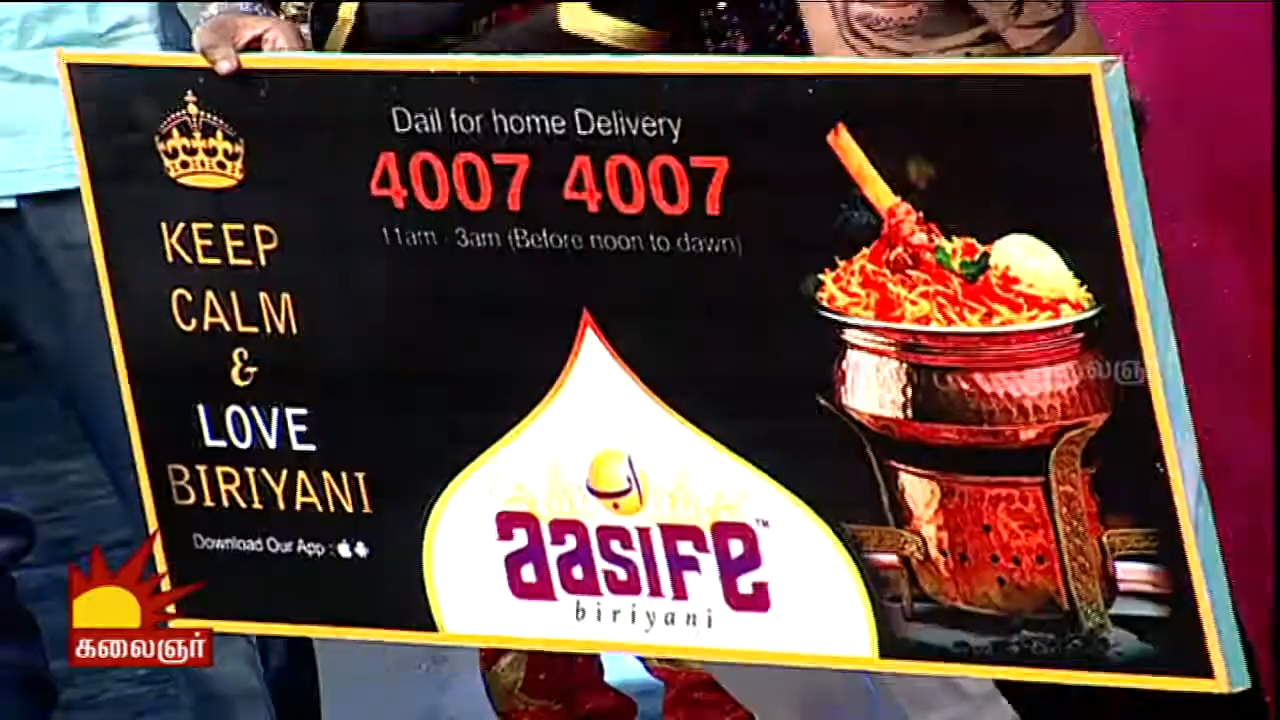 Dail for home Delivery
4007 4007
11am - 3am (Before noon to dawn)
KEEP
CALM
&
LOVE
BIRIYANI
Download Our App :
aasife™
biriyani
கலைஞர்